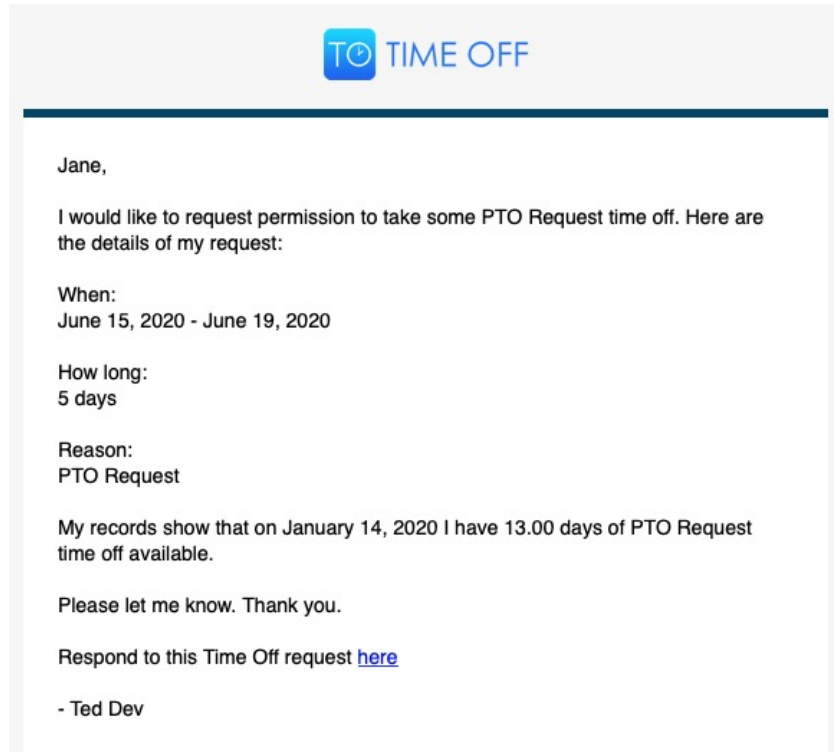 TO TIME OFF
Jane,
I would like to request permission to take some PTO Request time off. Here are
the details of my request:
When:
June 15, 2020 - June 19, 2020
How long:
5 days
Reason:
PTO Request
My records show that on January 14, 2020 I have 13.00 days of PTO Request
time off available.
Please let me know. Thank you.
Respond to this Time Off request here
- Ted Dev